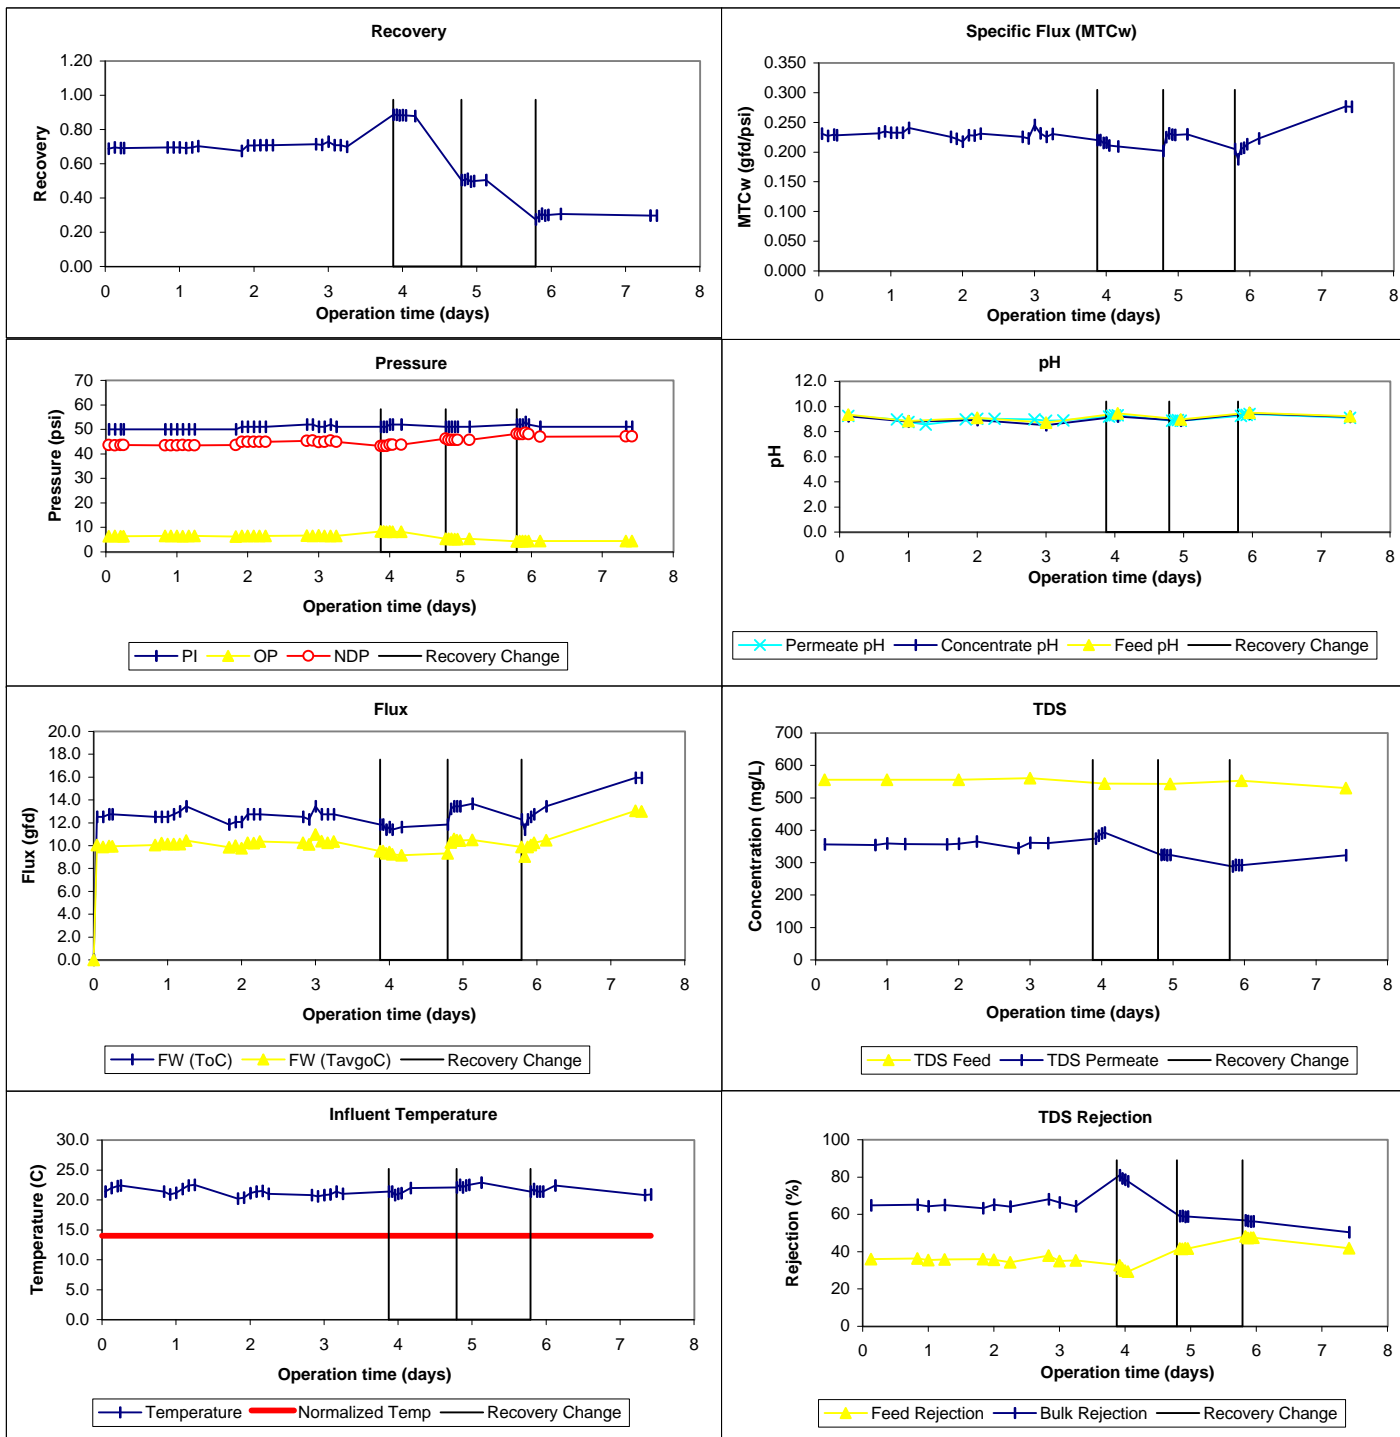 Recovery
1.20
1.00
0.80
0.60
0.40
0.20
0.00
Recovery
0 1 2 3 4 5 6 7 8
Operation time (days)
Specific Flux (MTCw)
0.350
0.300
0.250
0.200
0.150
0.100
0.050
0.000
MTCw (gfd/psi)
0 1 2 3 4 5 6 7 8
Operation time (days)
Pressure
70
60
50
40
30
20
10
0
Pressure (psi)
0 1 2 3 4 5 6 7 8
Operation time (days)
PI OP NDP Recovery Change
pH
12.0
10.0
8.0
6.0
4.0
2.0
0.0
pH
0 1 2 3 4 5 6 7 8
Operation time (days)
Permeate pH Concentrate pH Feed pH Recovery Change
Flux
20.0
18.0
16.0
14.0
12.0
10.0
8.0
6.0
4.0
2.0
0.0
Flux (gfd)
0 1 2 3 4 5 6 7 8
Operation time (days)
FW (ToC) FW (TavgoC) Recovery Change
TDS
700
600
500
400
300
200
100
0
Concentration (mg/L)
0 1 2 3 4 5 6 7 8
Operation time (days)
TDS Feed TDS Permeate Recovery Change
Influent Temperature
30.0
25.0
20.0
15.0
10.0
5.0
0.0
Temperature (C)
0 1 2 3 4 5 6 7 8
Operation time (days)
Temperature Normalized Temp Recovery Change
TDS Rejection
100
80
60
40
20
0
Rejection (%)
0 1 2 3 4 5 6 7 8
Operation time (days)
Feed Rejection Bulk Rejection Recovery Change